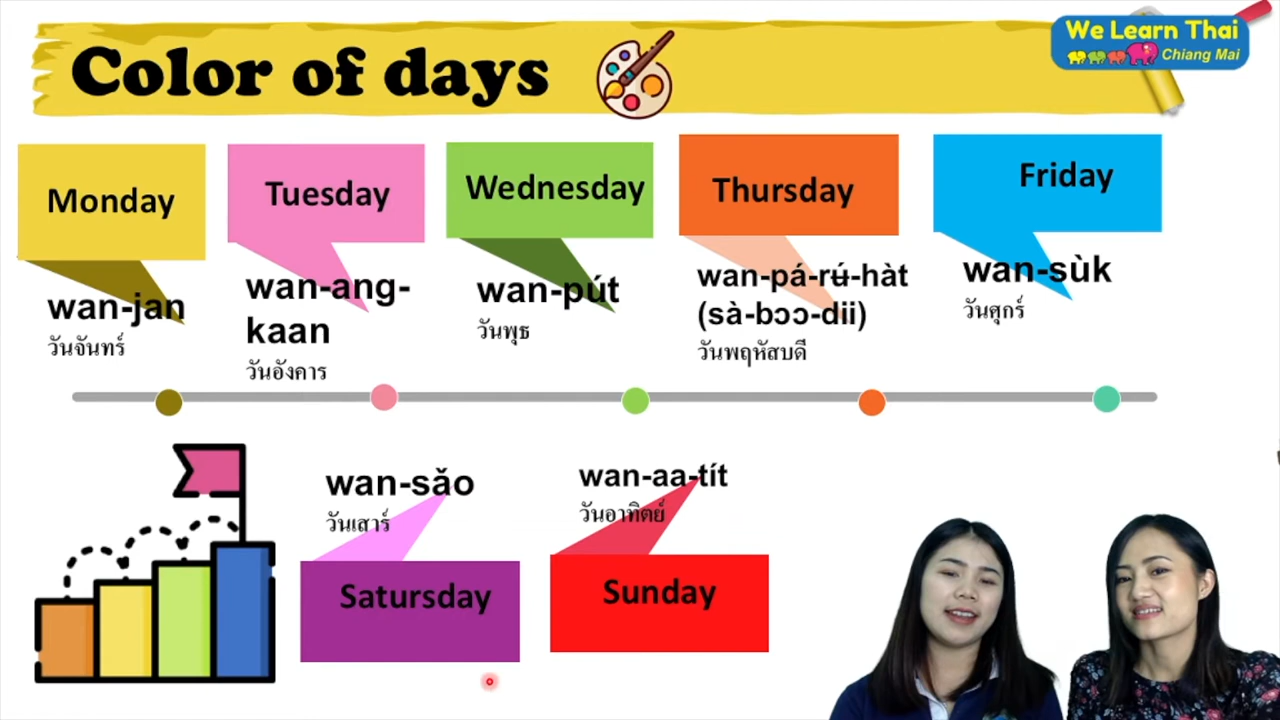 Color of days
We Learn Thai
Chiang Mai
Monday
wan-jan
วันจันทร์
Tuesday
wan-ang-
kaan
วันอังคาร
Wednesday
wan-pút
วันพุธ
Thursday
wan-pá-rʉ́-hàt
(sà-bɔɔ-dii)
วันพฤหัสบดี
Friday
wan-sùk
วันศุกร์
wan-sǎo
วันเสาร์
Satursday
wan-aa-tít
วันอาทิตย์
Sunday